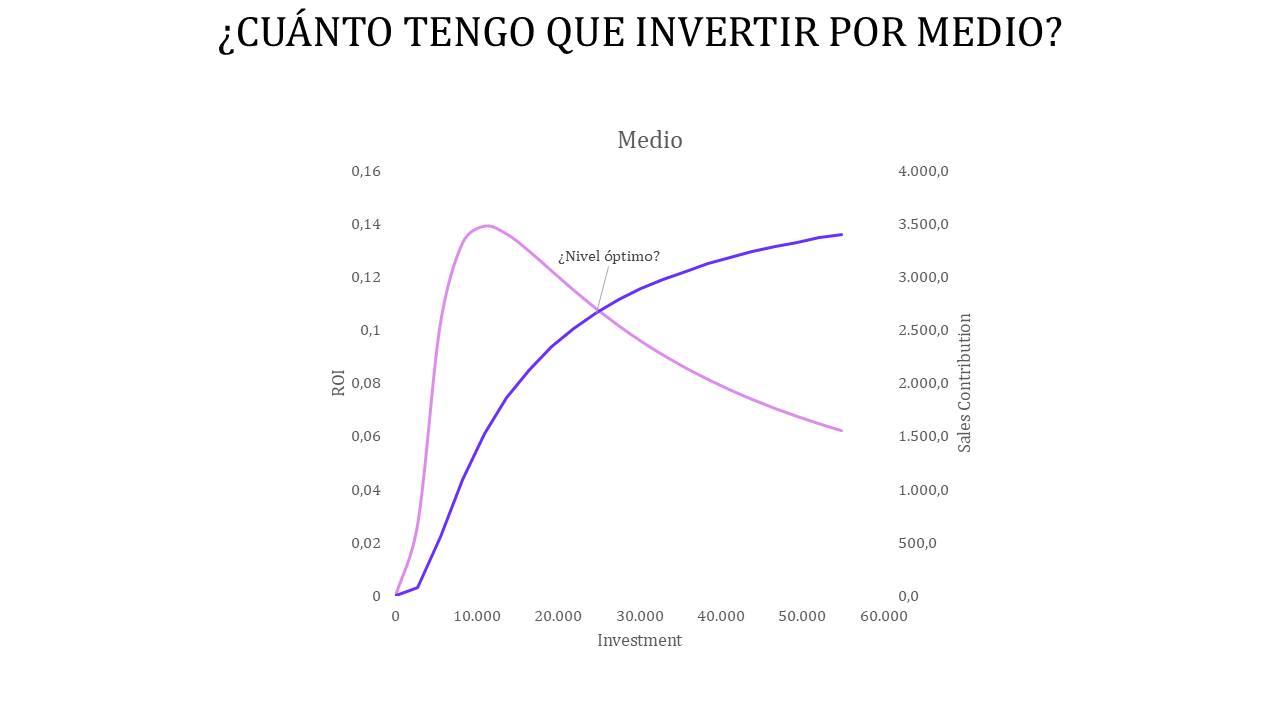 ¿CUÁNTO TENGO QUE INVERTIR POR MEDIO?
Medio
0,16
0,14
0,12
0,1
0,08
0,06
0,04
0,02
0
ROI
¿Nivel óptimo?
4.000,0
3.500,0
3.000,0
2.500,0
2.000,0
1.500,0
1.000,0
500,0
0,0
Sales Contribution
0 10.000 20.000 30.000 40.000 50.000 60.000
Investment